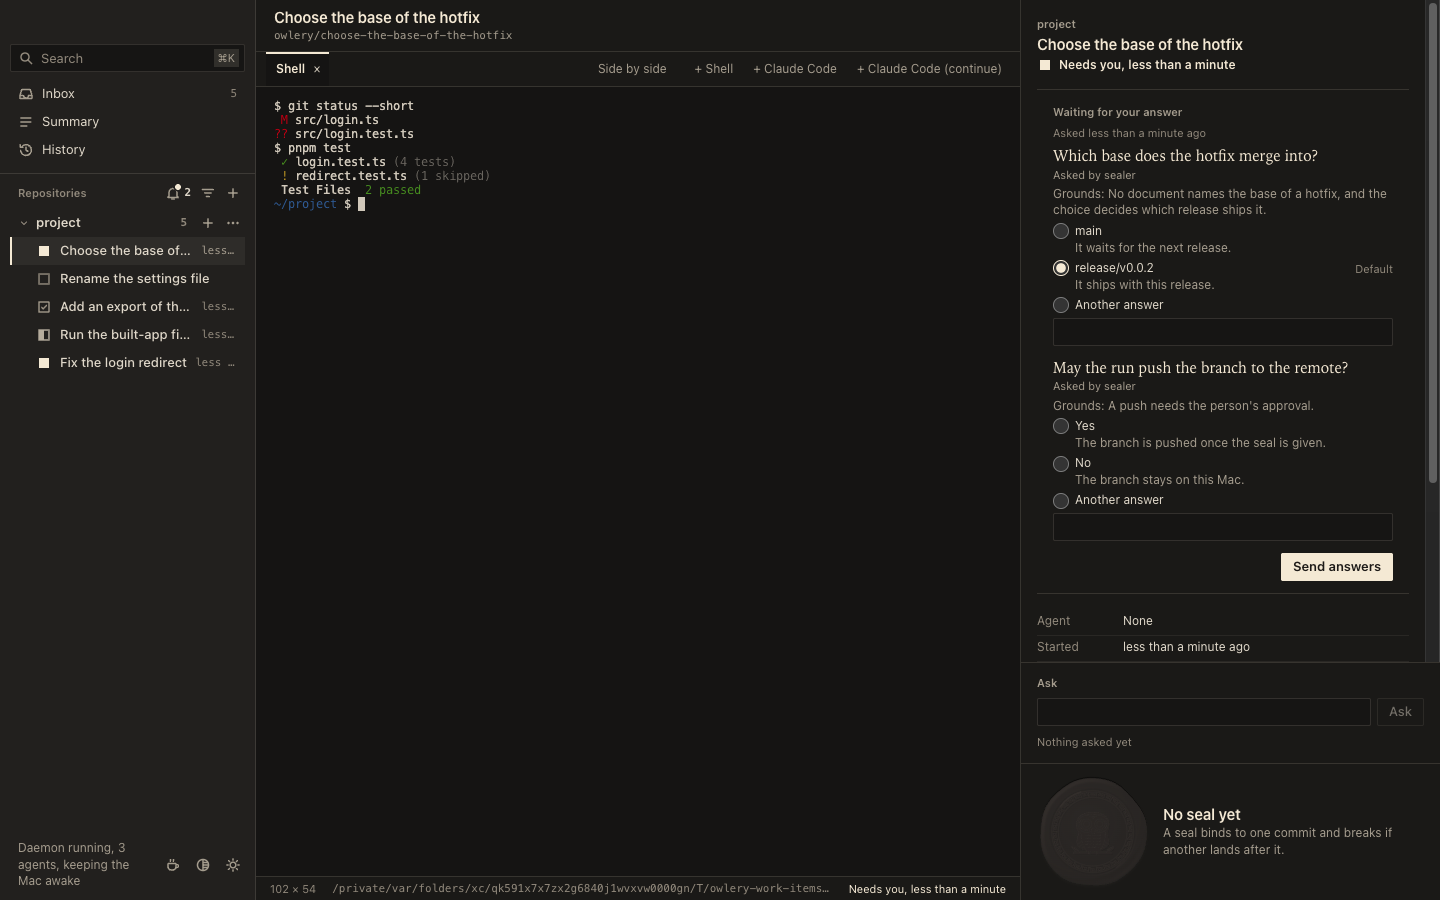 Search ⌘K
Inbox 5
Summary
History
Repositories 2
project 5
Choose the base of... less...
Rename the settings file
Add an export of th... less...
Run the built-app fi... less...
Fix the login redirect less ...
Daemon running, 3
agents, keeping the
Mac awake
Choose the base of the hotfix
owlery/choose-the-base-of-the-hotfix
Shell × Side by side + Shell + Claude Code + Claude Code (continue)
$ git status --short
M src/login.ts
?? src/login.test.ts
$ pnpm test
✓ login.test.ts (4 tests)
! redirect.test.ts (1 skipped)
Test Files 2 passed
~/project $
102 × 54 /private/var/folders/xc/qk591x7x7zx2g6840j1wvxvw0000gn/T/owlery-work-items... Needs you, less than a minute
project
Choose the base of the hotfix
Needs you, less than a minute
Waiting for your answer
Asked less than a minute ago
Which base does the hotfix merge into?
Asked by sealer
Grounds: No document names the base of a hotfix, and the
choice decides which release ships it.
main
It waits for the next release.
release/v0.0.2 Default
It ships with this release.
Another answer
May the run push the branch to the remote?
Asked by sealer
Grounds: A push needs the person's approval.
Yes
The branch is pushed once the seal is given.
No
The branch stays on this Mac.
Another answer
Send answers
Agent None
Started less than a minute ago
Ask
Ask
Nothing asked yet
No seal yet
A seal binds to one commit and breaks if
another lands after it.